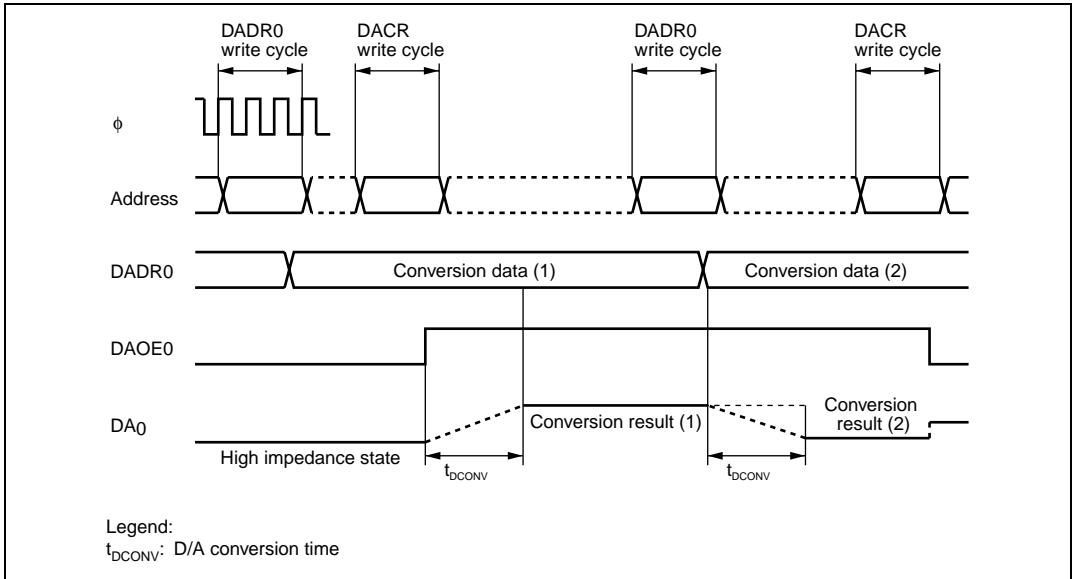 DADR0
write cycle
DACR
write cycle
DADR0
write cycle
DACR
write cycle
ϕ
Address
DADR0
Conversion data (1)
Conversion data (2)
DAOE0
DA0
Conversion result (1)
Conversion
result (2)
High impedance state
tDCONV
tDCONV
Legend:
tDCONV: D/A conversion time